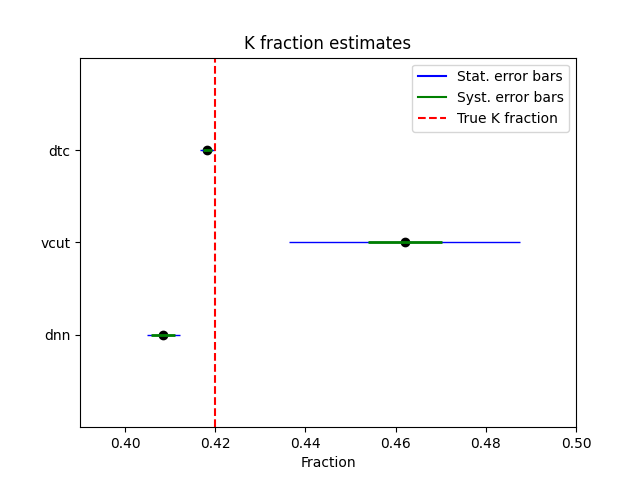 K fraction estimates
Stat. error bars
Syst. error bars
True K fraction
dtc
vcut
dnn
0.40 0.42 0.44 0.46 0.48 0.50
Fraction